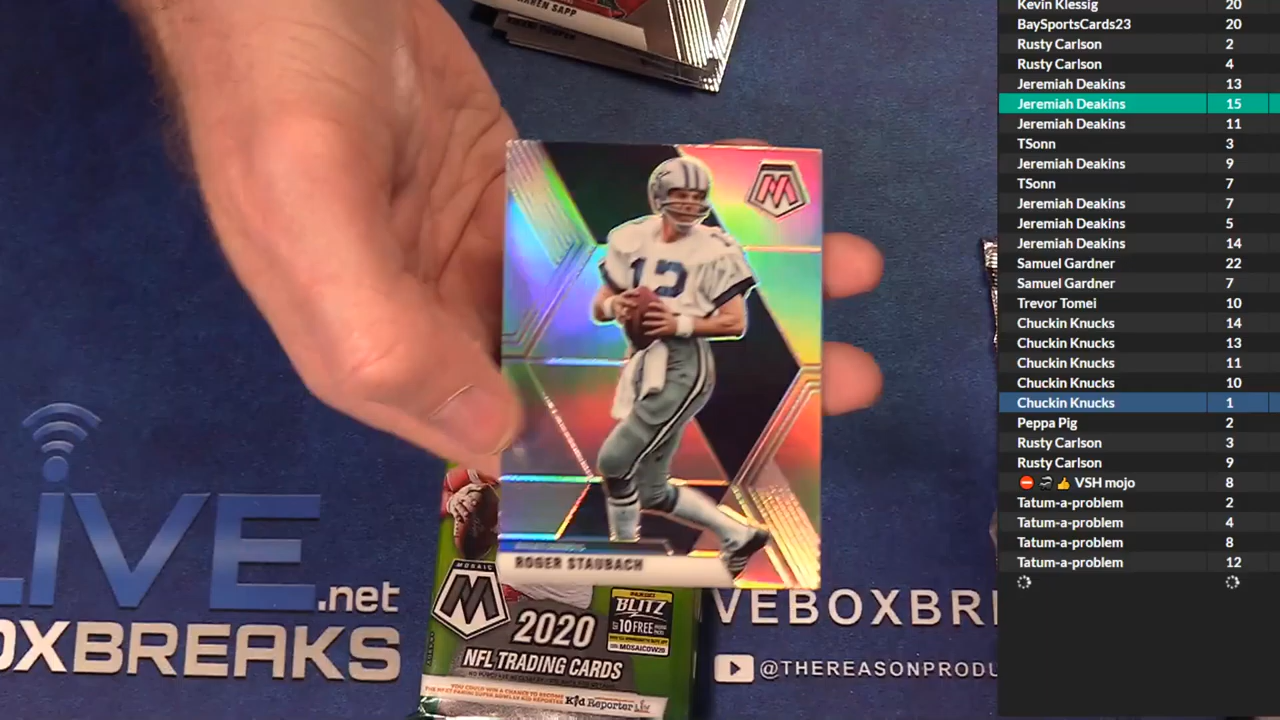 AREN SAPP
12
ROGER STAUBACH
LIVE
.net
OXBREAKS
VEBOXBR
@THEREASONPRODU
MOSAIC
2020
NFL TRADING CARDS
BLITZ
10 FREE
MOSAICOW20
Kid Reporter
Kevin Klessig 20
BaySportsCards23 20
Rusty Carlson 2
Rusty Carlson 4
Jeremiah Deakins 13
Jeremiah Deakins 15
Jeremiah Deakins 11
TSonn 3
Jeremiah Deakins 9
TSonn 7
Jeremiah Deakins 7
Jeremiah Deakins 5
Jeremiah Deakins 14
Samuel Gardner 22
Samuel Gardner 7
Trevor Tomei 10
Chuckin Knucks 14
Chuckin Knucks 13
Chuckin Knucks 11
Chuckin Knucks 10
Chuckin Knucks 1
Peppa Pig 2
Rusty Carlson 3
Rusty Carlson 9
VSH mojo 8
Tatum-a-problem 2
Tatum-a-problem 4
Tatum-a-problem 8
Tatum-a-problem 12